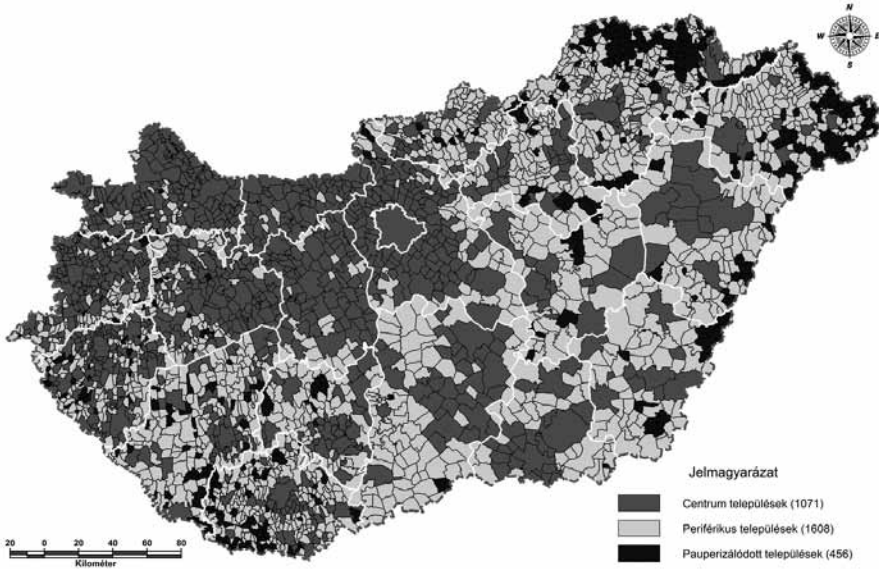 N
W E
S
Jelmagyarázat
Centrum települések (1071)
Periférikus települések (1608)
Pauperizálódott települések (456)
20 0 20 40 60 80
Kilométer